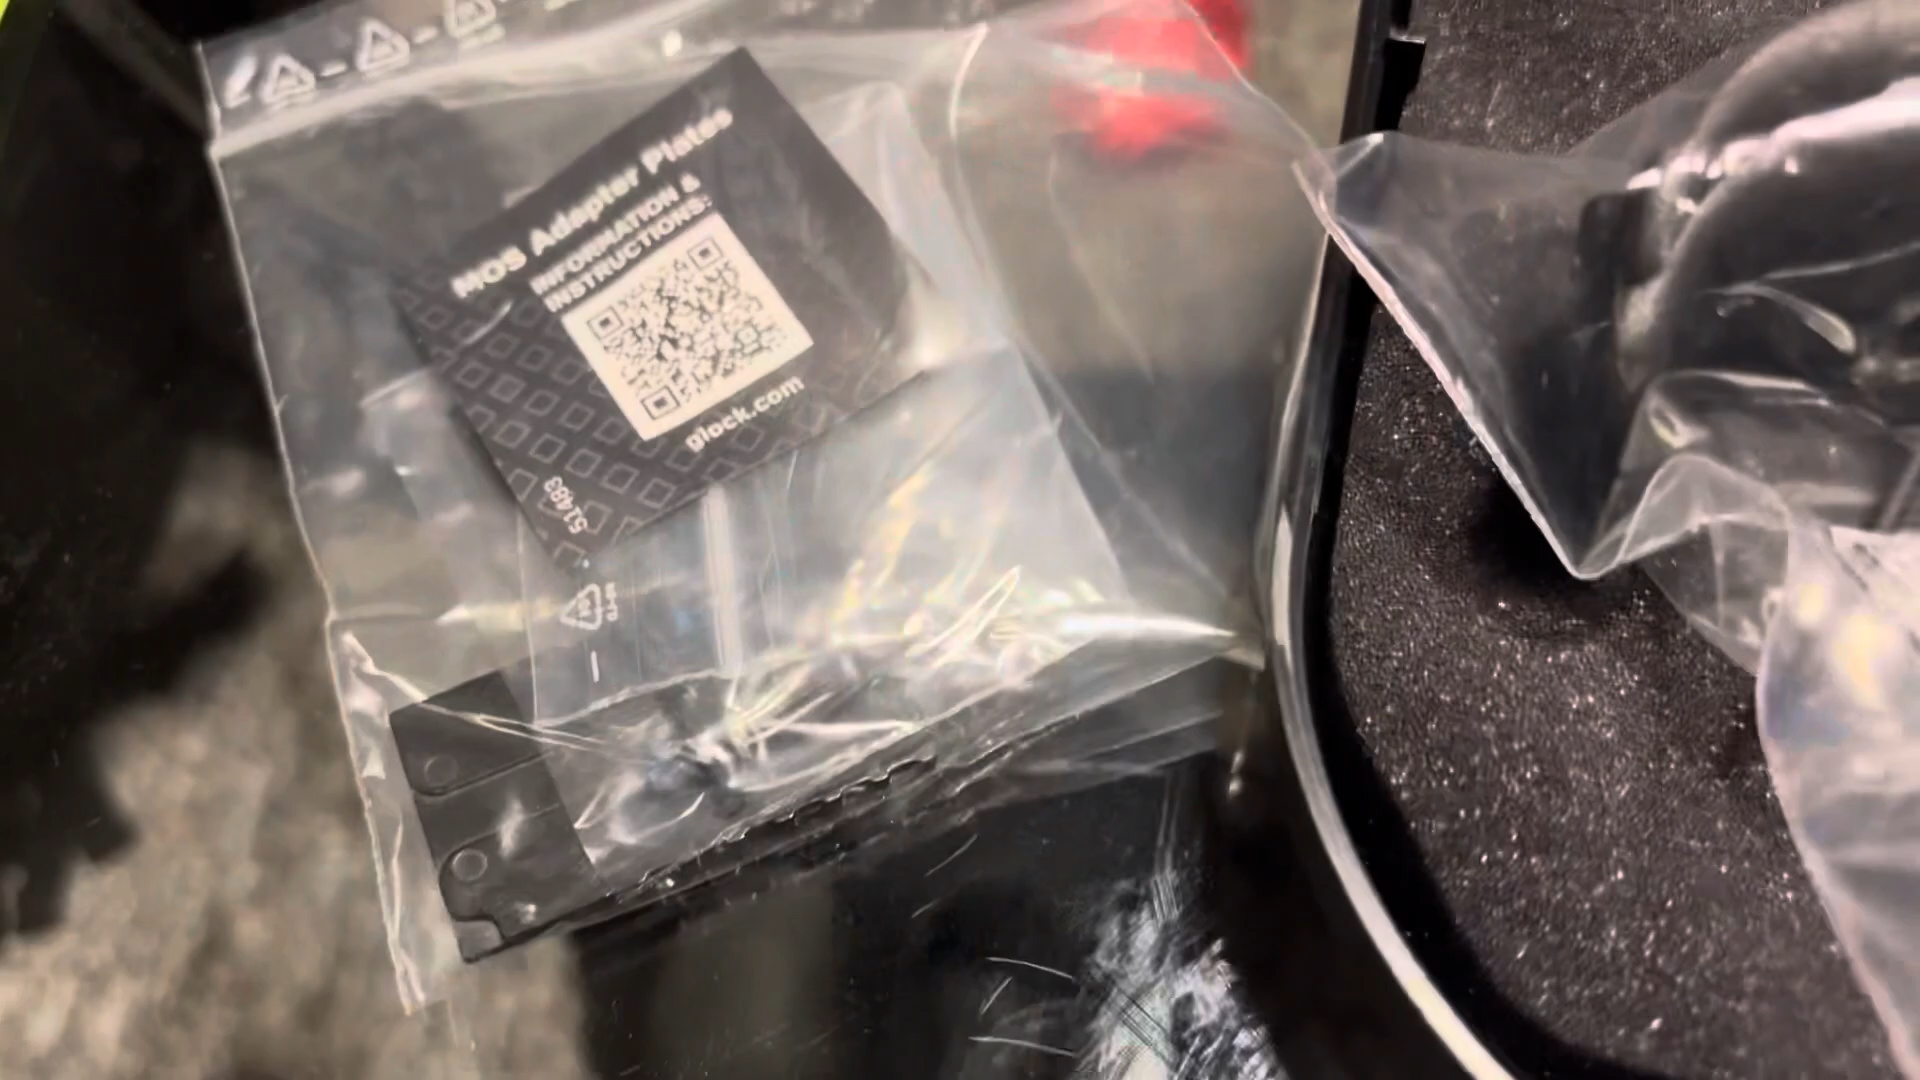 MOS Adapter Plates
INFORMATION &
INSTRUCTIONS:
glock.com
51483